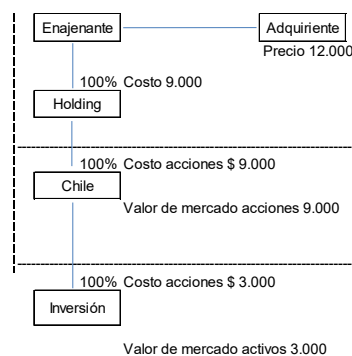 Enajenante Adquiriente
Precio 12.000
100% Costo 9.000
Holding
100% Costo acciones $ 9.000
Chile
Valor de mercado acciones 9.000
100% Costo acciones $ 3.000
Inversión
Valor de mercado activos 3.000